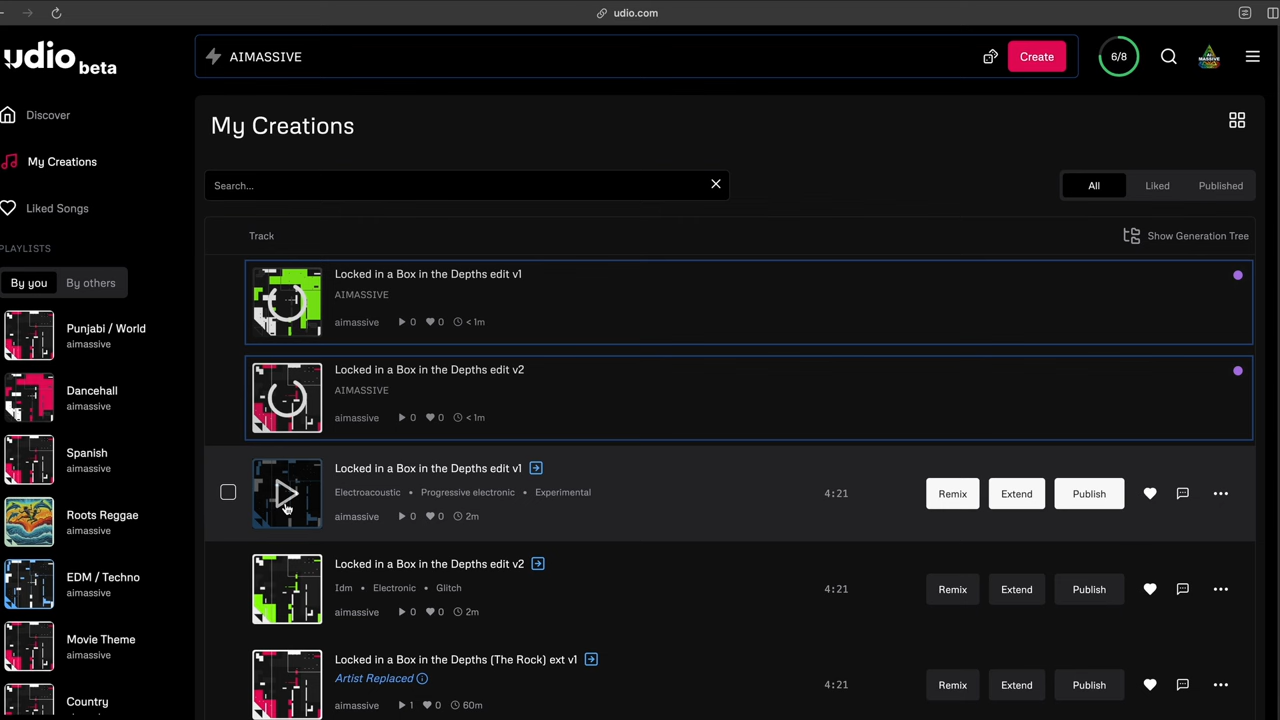 udio.com
udio beta
AIMASSIVE
Create
6/8
Discover
My Creations
Liked Songs
PLAYLISTS
By you
By others
Punjabi / World
aimassive
Dancehall
aimassive
Spanish
aimassive
Roots Reggae
aimassive
EDM / Techno
aimassive
Movie Theme
aimassive
Country
My Creations
Search...
All
Liked
Published
Track
Show Generation Tree
Locked in a Box in the Depths edit v1
AIMASSIVE
aimassive 0 0 < 1m
Locked in a Box in the Depths edit v2
AIMASSIVE
aimassive 0 0 < 1m
Locked in a Box in the Depths edit v1
Electroacoustic • Progressive electronic • Experimental
aimassive 0 0 2m
4:21
Remix
Extend
Publish
Locked in a Box in the Depths edit v2
Idm • Electronic • Glitch
aimassive 0 0 2m
4:21
Remix
Extend
Publish
Locked in a Box in the Depths (The Rock) ext v1
Artist Replaced
aimassive 1 0 60m
4:21
Remix
Extend
Publish